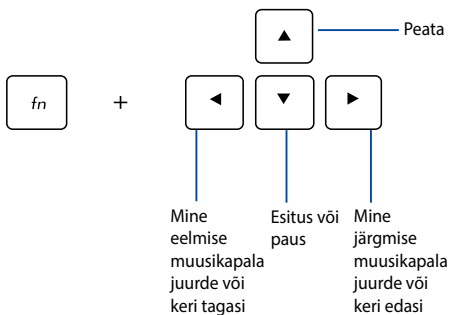 Peata
fn
+
Mine
eelmise
muusikapala
juurde või
keri tagasi
Esitus või
paus
Mine
järgmise
muusikapala
juurde või
keri edasi